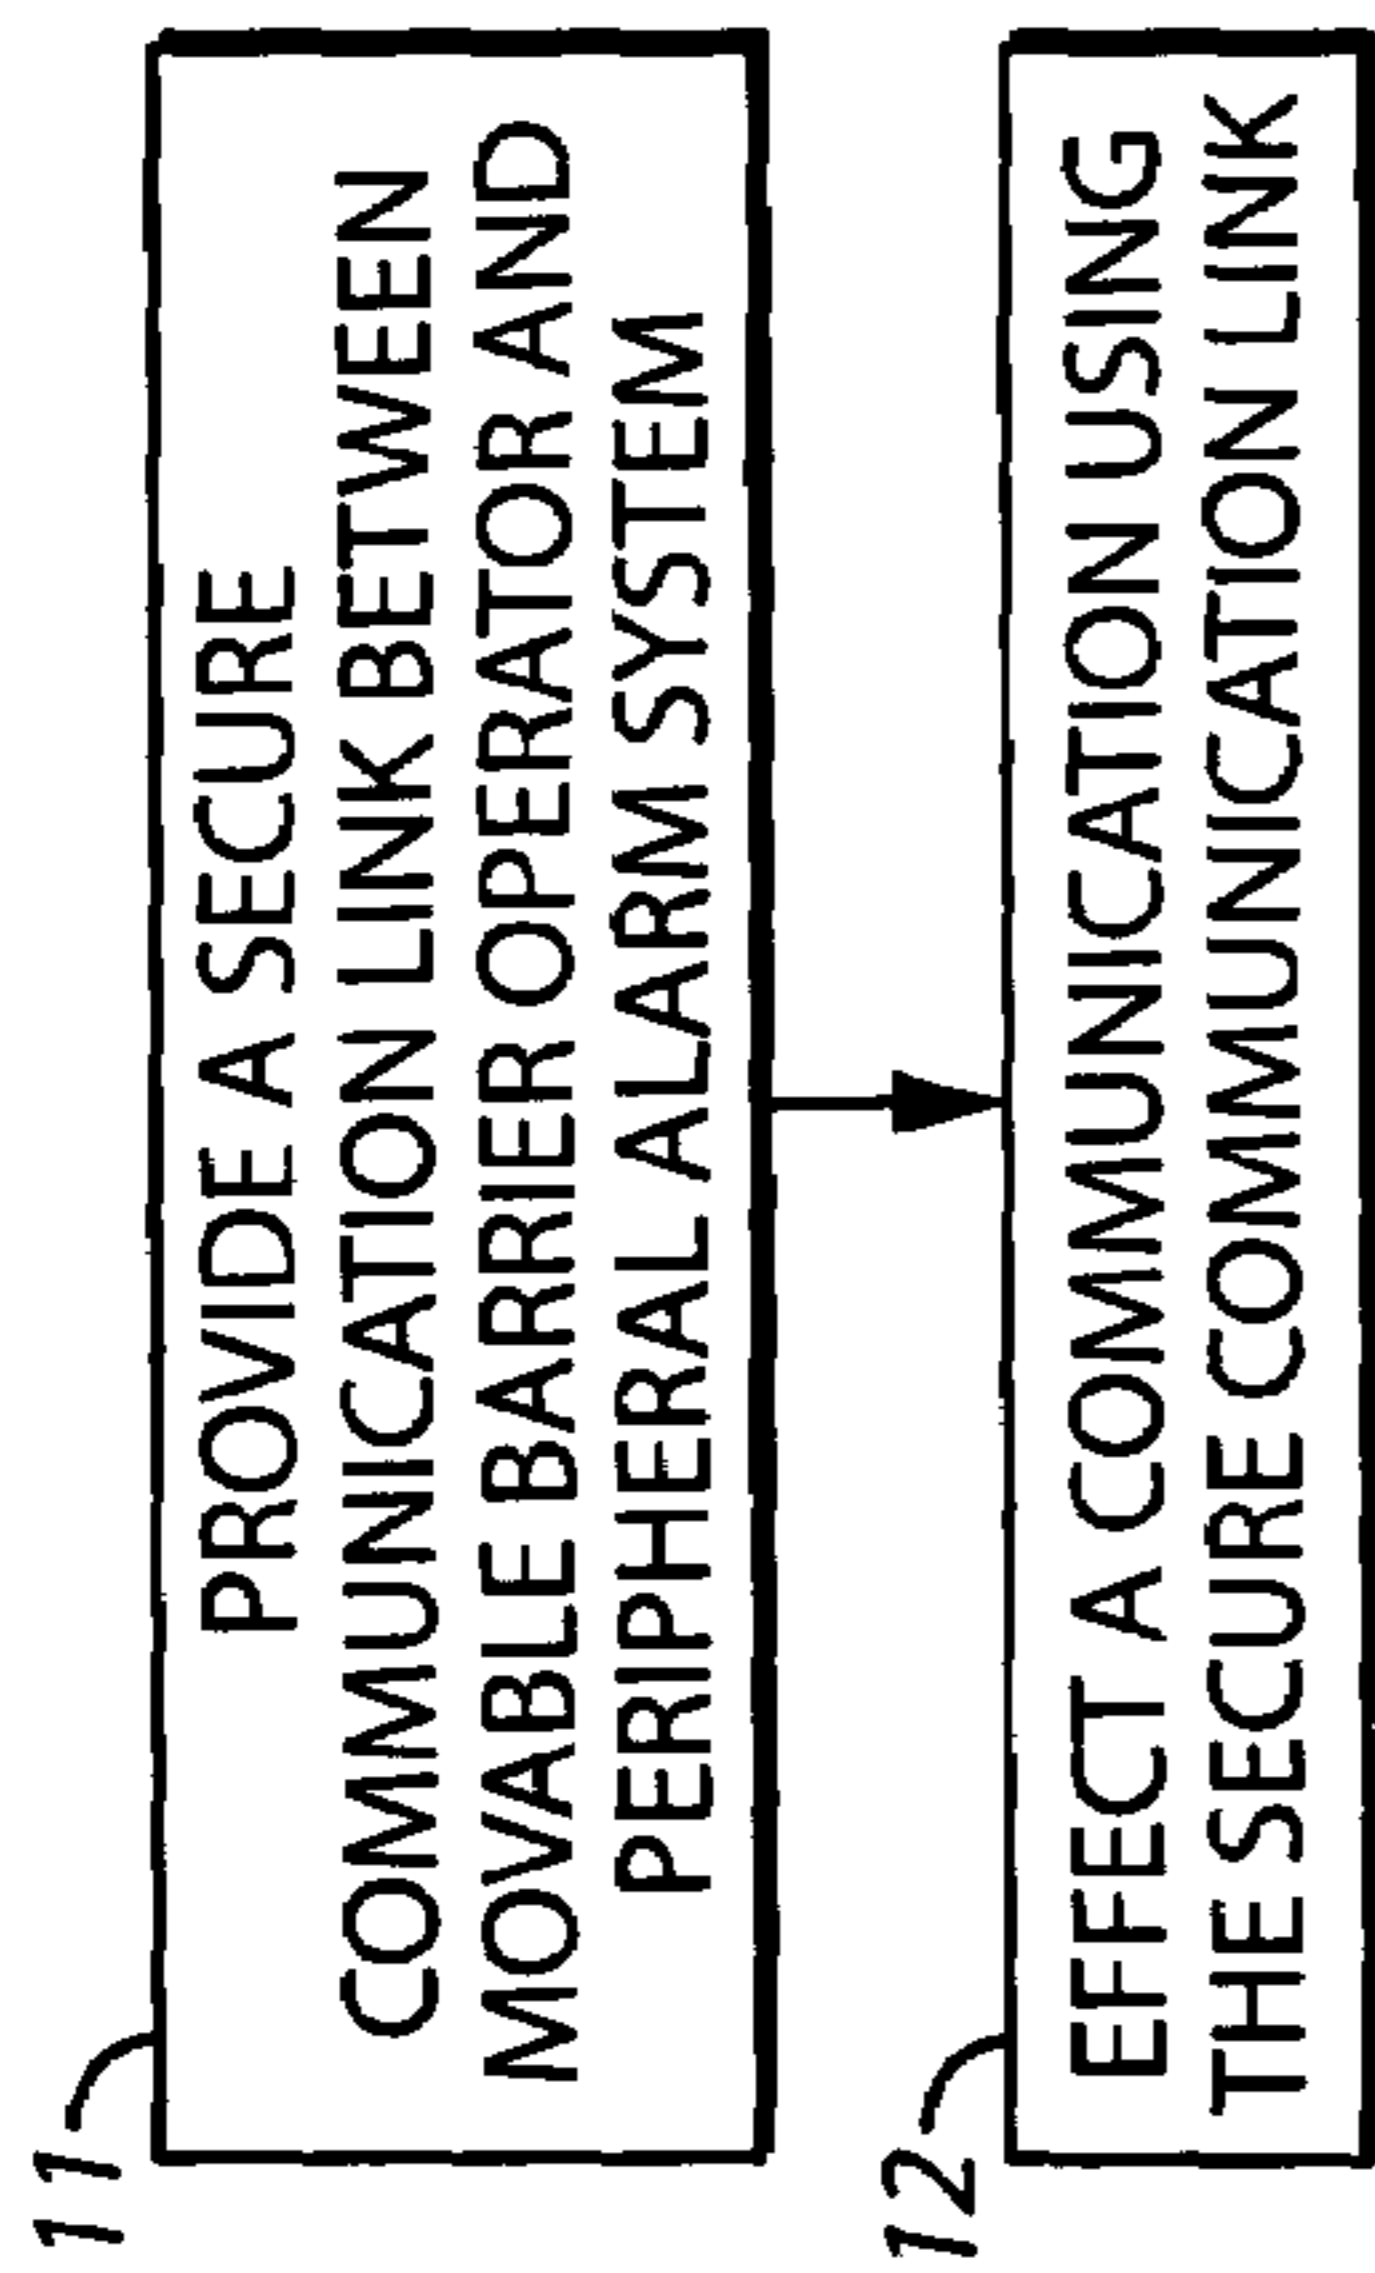 11
PROVIDE A SECURE
COMMUNICATION LINK BETWEEN
MOVABLE BARRIER OPERATOR AND
PERIPHERAL ALARM SYSTEM
12
EFFECT A COMMUNICATION USING
THE SECURE COMMUNICATION LINK